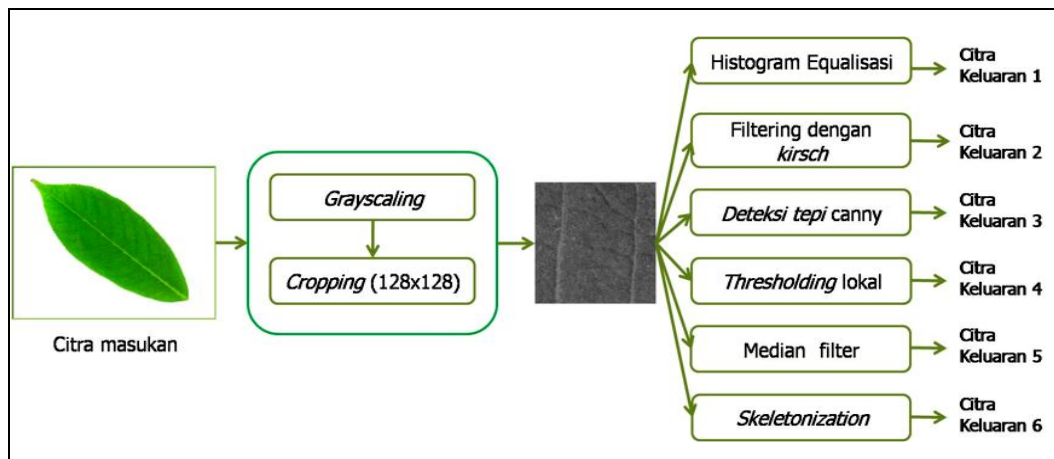 Citra masukan
Grayscaling
Cropping (128x128)
Histogram Equalisasi
Citra
Keluaran 1
Filtering dengan
kirsch
Citra
Keluaran 2
Deteksi tepi canny
Citra
Keluaran 3
Thresholding lokal
Citra
Keluaran 4
Median filter
Citra
Keluaran 5
Skeletonization
Citra
Keluaran 6